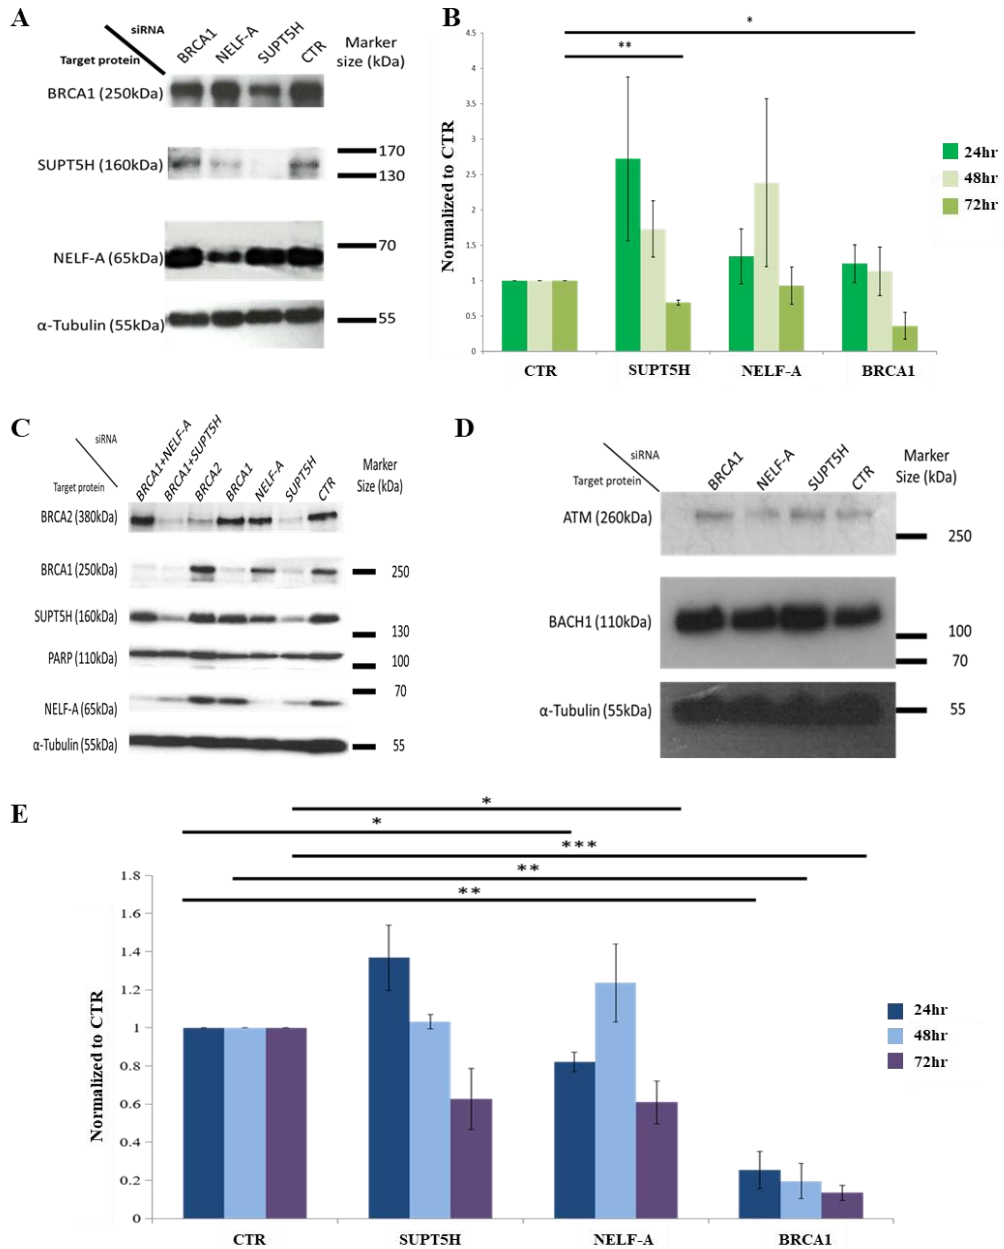 A
siRNA
Target protein
BRCA1 NELF-A SUPT5H CTR
Marker
size (kDa)
BRCA1 (250kDa)
SUPT5H (160kDa)
170
130
NELF-A (65kDa)
70
α-Tubulin (55kDa)
55
B
*
**
Normalized to CTR
4.5
4
3.5
3
2.5
2
1.5
1
0.5
0
CTR SUPT5H NELF-A BRCA1
24hr
48hr
72hr
C
siRNA
Target protein
BRCA1+NELF-A BRCA1+SUPT5H BRCA2 BRCA1 NELF-A SUPT5H CTR
Marker
Size (kDa)
BRCA2 (380kDa)
BRCA1 (250kDa)
250
SUPT5H (160kDa)
130
PARP (110kDa)
100
NELF-A (65kDa)
70
α-Tubulin (55kDa)
55
D
siRNA
Target protein
BRCA1 NELF-A SUPT5H CTR
Marker
Size (kDa)
ATM (260kDa)
250
BACH1 (110kDa)
100
70
α-Tubulin (55kDa)
55
E
*
*
***
**
**
Normalized to CTR
1.8
1.6
1.4
1.2
1
0.8
0.6
0.4
0.2
0
CTR SUPT5H NELF-A BRCA1
24hr
48hr
72hr